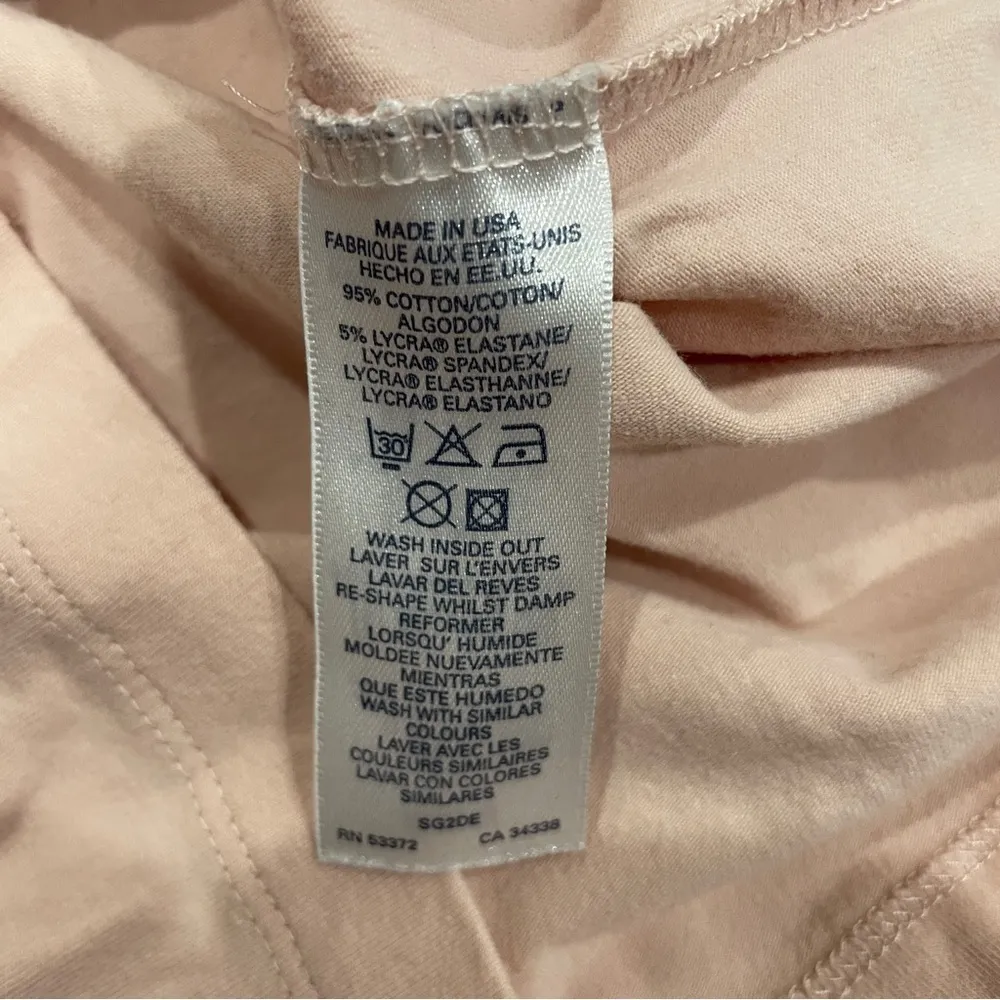 MADE IN USA
FABRIQUE AUX ETATS-UNIS
HECHO EN EE.UU.
95% COTTON/COTON/
ALGODON
5% LYCRA® ELASTANE/
LYCRA® SPANDEX/
LYCRA® ELASTHANNE/
LYCRA® ELASTANO
30
WASH INSIDE OUT
LAVER SUR L'ENVERS
LAVAR DEL REVES
RE-SHAPE WHILST DAMP
REFORMER
LORSQU' HUMIDE
MOLDEE NUEVAMENTE
MIENTRAS
QUE ESTE HUMEDO
WASH WITH SIMILAR
COLOURS
LAVER AVEC LES
COULEURS SIMILAIRES
LAVAR CON COLORES
SIMILARES
SG2DE
RN 53372 CA 34338